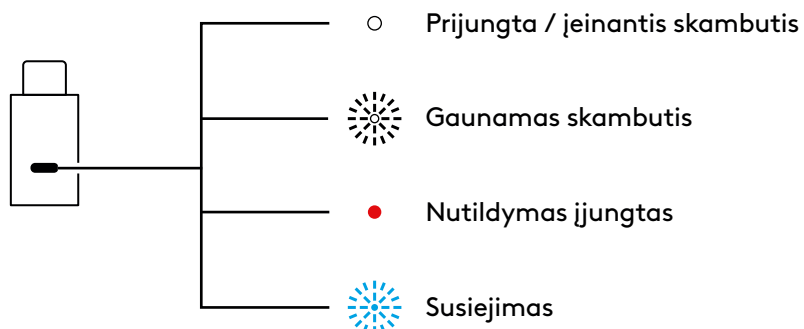 Prijungta / įeinantis skambutis
Gaunamas skambutis
Nutildymas įjungtas
Susiejimas